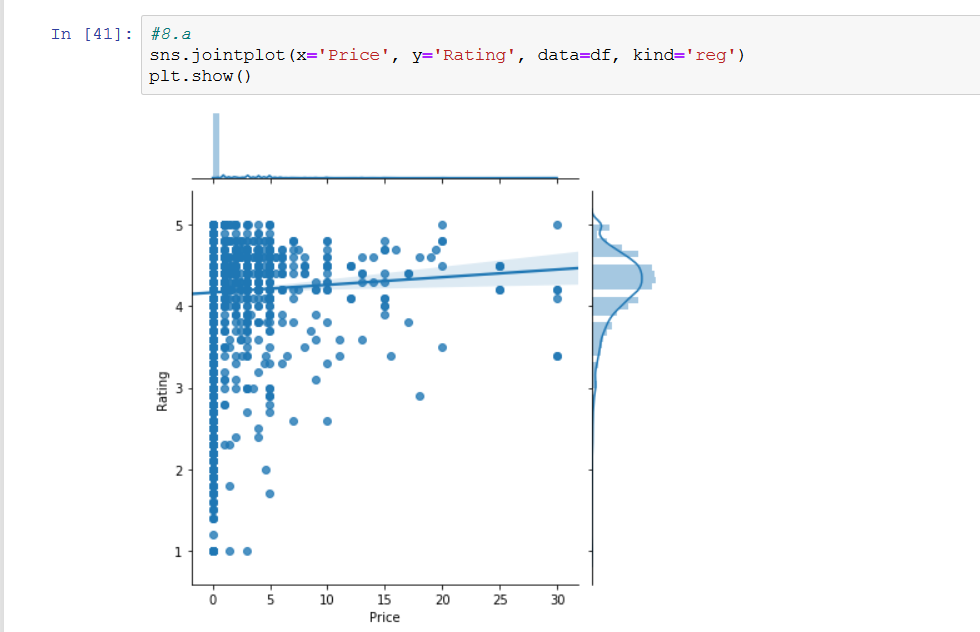 In [41]:
#8.a
sns.jointplot(x='Price', y='Rating', data=df, kind='reg')
plt.show()
5
4
3
2
1
Rating
0 5 10 15 20 25 30
Price